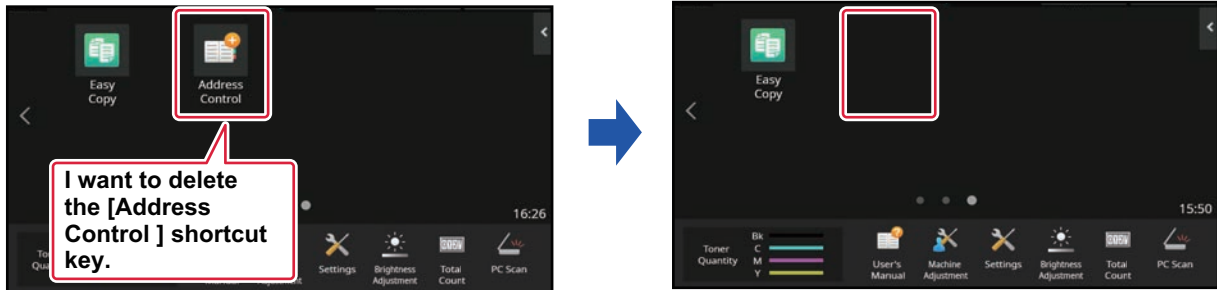 Easy
Copy
Address
Control
I want to delete
the [Address
Control ] shortcut
key.
16:26
Settings
Brightness
Adjustment
Total
Count
PC Scan
Easy
Copy
15:50
Toner
Quantity
Bk
C
M
Y
User's
Manual
Machine
Adjustment
Settings
Brightness
Adjustment
Total
Count
PC Scan